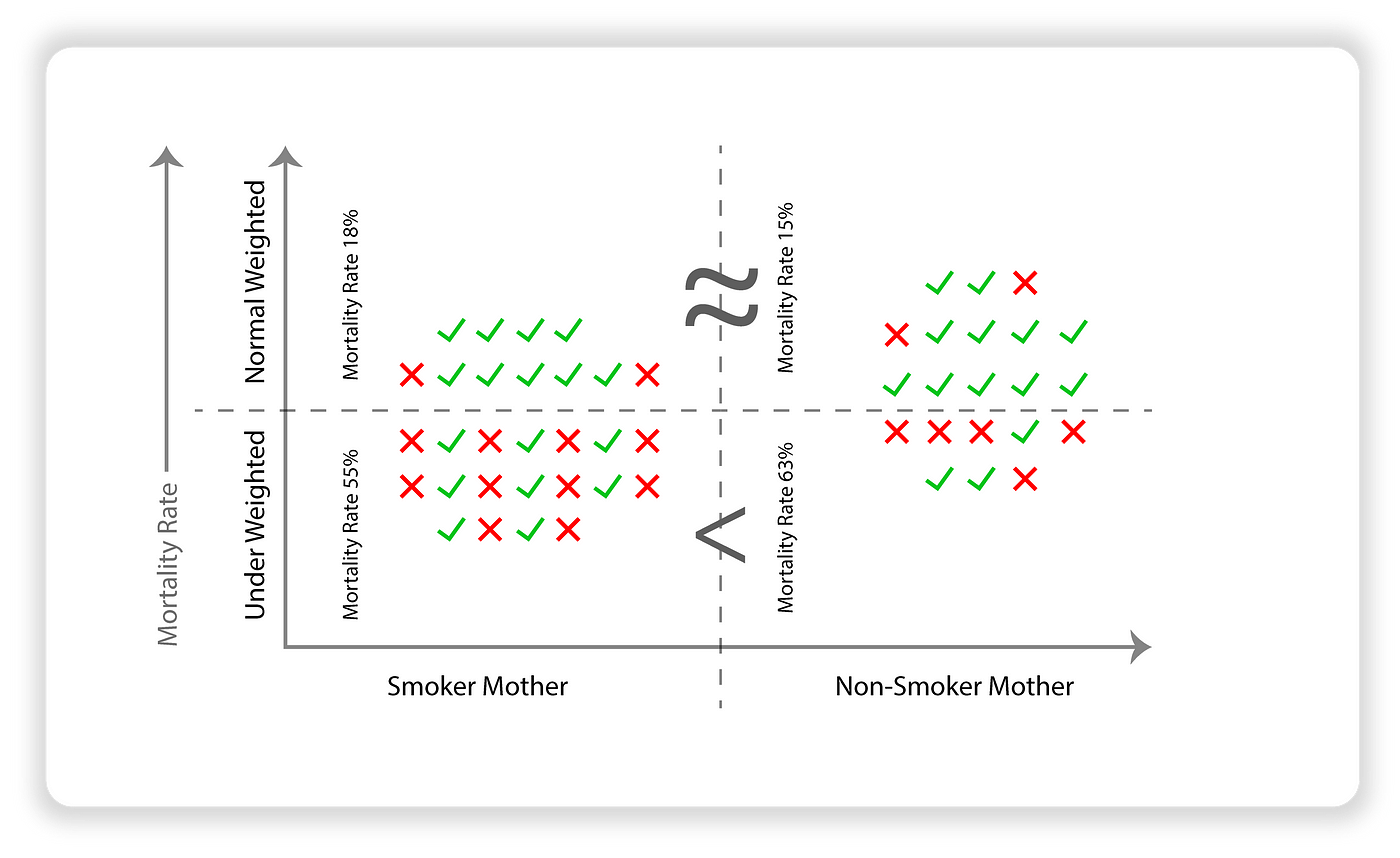 Mortality Rate
Normal Weighted
Under Weighted
Mortality Rate 18%
Mortality Rate 55%
≈
<
Mortality Rate 15%
Mortality Rate 63%
Smoker Mother
Non-Smoker Mother